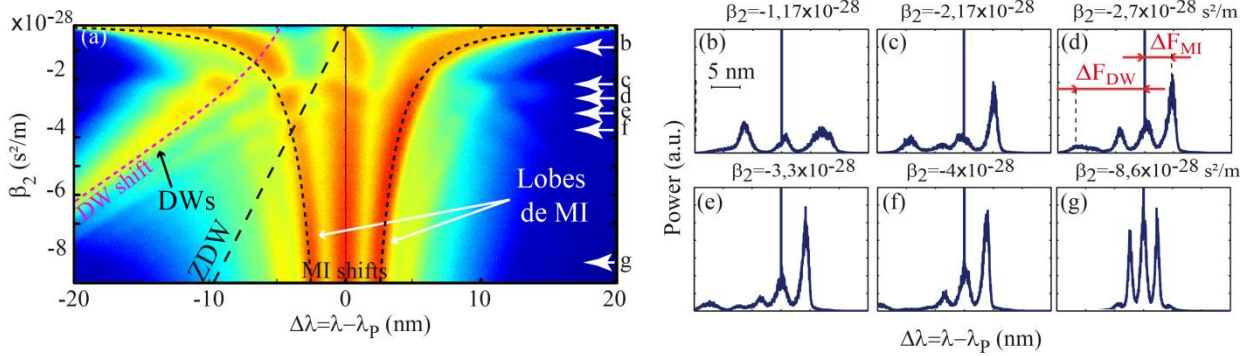 x10-28
(a)
b
c
d
e
f
g
-2
-4
-6
-8
β2 (s²/m)
DW shift
DWs
ZDW
Lobes
de MI
MI shifts
-20
-10
0
10
20
Δλ=λ−λP (nm)
β2=-1,17x10-28
β2=-2,17x10-28
β2=-2,7x10-28 s²/m
(b)
5 nm
(c)
(d)
ΔFMI
ΔFDW
Power (a.u.)
β2=-3,3x10-28
β2=-4x10-28
β2=-8,6x10-28 s²/m
(e)
(f)
(g)
Δλ=λ−λP (nm)